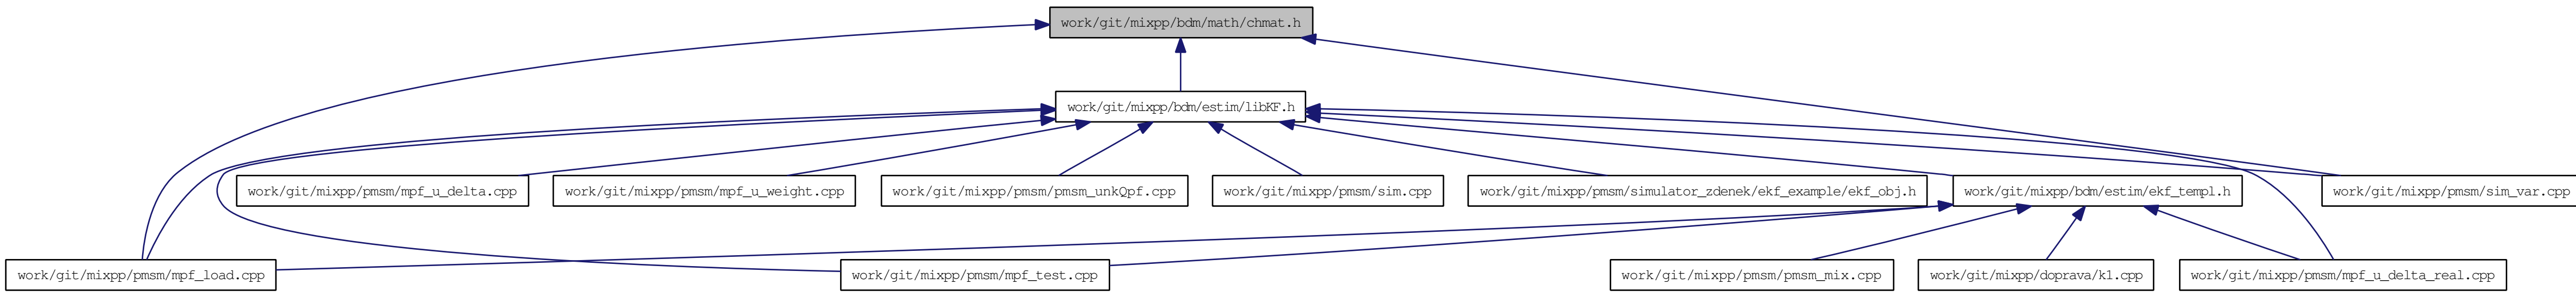 work/git/mixpp/bdm/math/chmat.h
work/git/mixpp/bdm/estim/libKF.h
work/git/mixpp/pmsm/mpf_u_delta.cpp
work/git/mixpp/pmsm/mpf_u_weight.cpp
work/git/mixpp/pmsm/pmsm_unkQpf.cpp
work/git/mixpp/pmsm/sim.cpp
work/git/mixpp/pmsm/simulator_zdenek/ekf_example/ekf_obj.h
work/git/mixpp/bdm/estim/ekf_templ.h
work/git/mixpp/pmsm/sim_var.cpp
work/git/mixpp/pmsm/mpf_load.cpp
work/git/mixpp/pmsm/mpf_test.cpp
work/git/mixpp/pmsm/pmsm_mix.cpp
work/git/mixpp/doprava/k1.cpp
work/git/mixpp/pmsm/mpf_u_delta_real.cpp